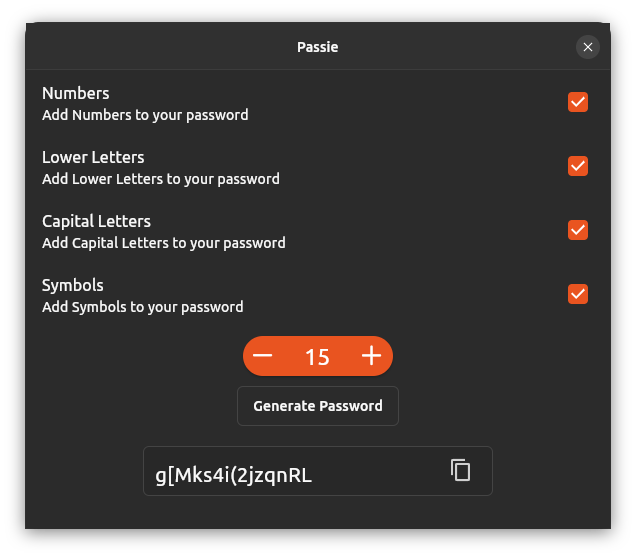 Passie
Numbers
Add Numbers to your password
Lower Letters
Add Lower Letters to your password
Capital Letters
Add Capital Letters to your password
Symbols
Add Symbols to your password
15
Generate Password
g[Mks4i(2jzqnRL